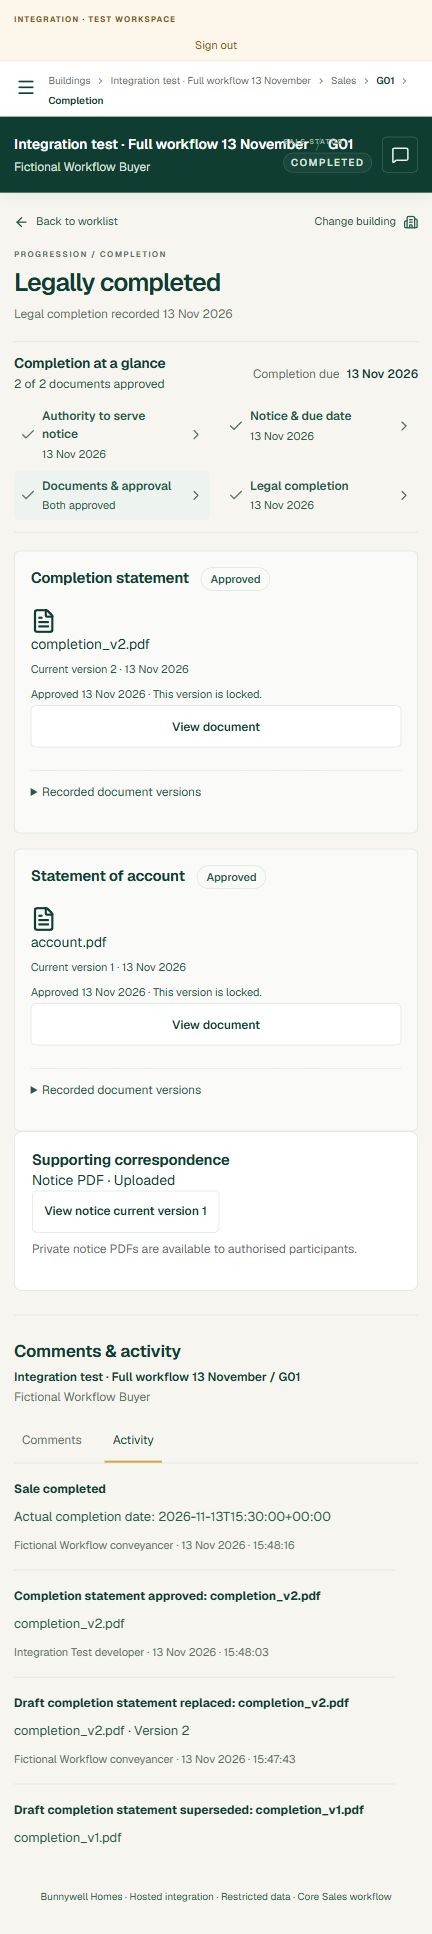 INTEGRATION · TEST WORKSPACE
Sign out
Buildings > Integration test · Full workflow 13 November > Sales > G01 >
Completion
Integration test · Full workflow 13 November / G01
Fictional Workflow Buyer
COMPLETED
Back to worklist
Change building
PROGRESSION / COMPLETION
Legally completed
Legal completion recorded 13 Nov 2026
Completion at a glance
2 of 2 documents approved
Completion due 13 Nov 2026
Authority to serve
notice
13 Nov 2026
Notice & due date
13 Nov 2026
Documents & approval
Both approved
Legal completion
13 Nov 2026
Completion statement
Approved
completion_v2.pdf
Current version 2 · 13 Nov 2026
Approved 13 Nov 2026 · This version is locked.
View document
Recorded document versions
Statement of account
Approved
account.pdf
Current version 1 · 13 Nov 2026
Approved 13 Nov 2026 · This version is locked.
View document
Recorded document versions
Supporting correspondence
Notice PDF · Uploaded
View notice current version 1
Private notice PDFs are available to authorised participants.
Comments & activity
Integration test · Full workflow 13 November / G01
Fictional Workflow Buyer
Comments
Activity
Sale completed
Actual completion date: 2026-11-13T15:30:00+00:00
Fictional Workflow conveyancer · 13 Nov 2026 · 15:48:16
Completion statement approved: completion_v2.pdf
completion_v2.pdf
Integration Test developer · 13 Nov 2026 · 15:48:03
Draft completion statement replaced: completion_v2.pdf
completion_v2.pdf · Version 2
Fictional Workflow conveyancer · 13 Nov 2026 · 15:47:43
Draft completion statement superseded: completion_v1.pdf
completion_v1.pdf
Bunnywell Homes · Hosted integration · Restricted data · Core Sales workflow